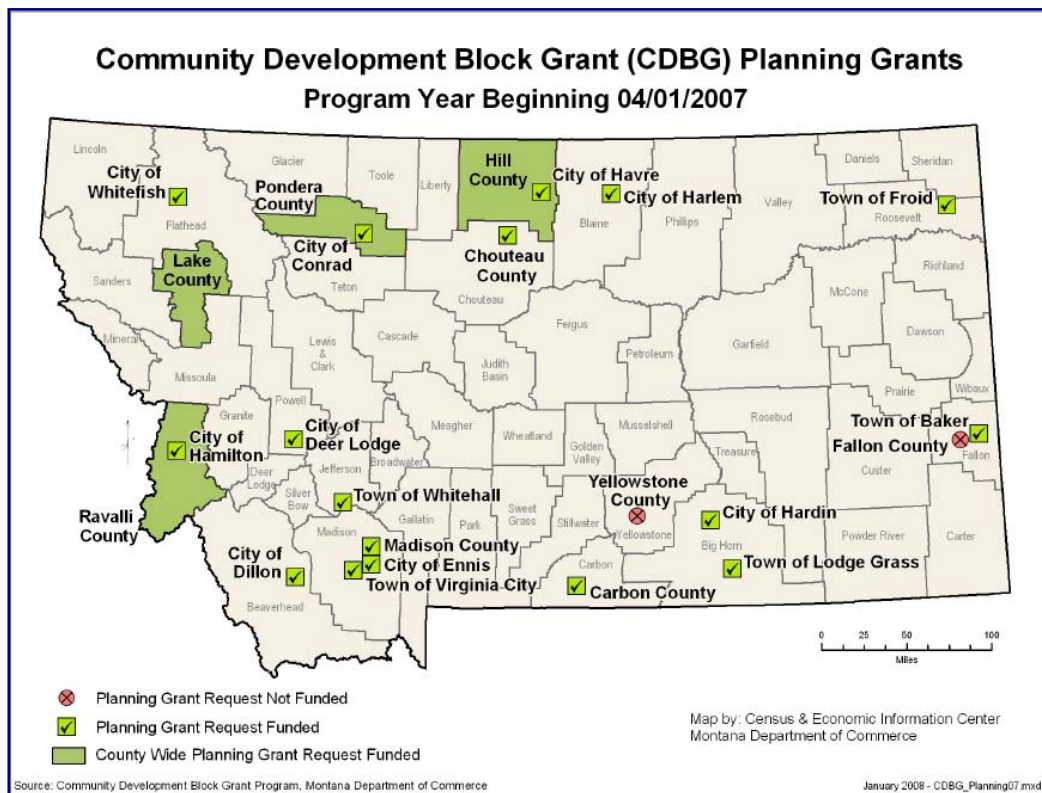 Community Development Block Grant (CDBG) Planning Grants
Program Year Beginning 04/01/2007
Lincoln
City of
Whitefish
Flathead
Glacier
Toole
Liberty
Pondera
County
City of
Conrad
Teton
Hill
County
City of Havre
City of Harlem
Blaine
Phillips
Valley
Daniels
Sheridan
Town of Froid
Roosevelt
Richland
Chouteau
County
Chouteau
Lake
County
Sanders
Mineral
Missoula
Lewis
&
Clark
Cascade
Judith
Basin
Fergus
Petroleum
Garfield
McCone
Dawson
Prairie
Wibaux
Granite
Powell
City of
Hamilton
City of
Deer Lodge
Deer
Lodge
Silver
Bow
Jefferson
Broadwater
Meagher
Wheatland
Golden
Valley
Musselshell
Treasure
Rosebud
Custer
Town of Baker
Fallon County
Fallon
Ravalli
County
Town of Whitehall
Madison
Gallatin
Park
Sweet
Grass
Stillwater
Yellowstone
County
Yellowstone
City of Hardin
Big Horn
Powder River
Carter
City of
Dillon
Beaverhead
Madison County
City of Ennis
Town of Virginia City
Carbon
Carbon County
Town of Lodge Grass
0 25 50 100
Miles
Planning Grant Request Not Funded
Planning Grant Request Funded
County Wide Planning Grant Request Funded
Map by: Census & Economic Information Center
Montana Department of Commerce
Source: Community Development Block Grant Program, Montana Department of Commerce
January 2008 - CDBG_Planning07.mxd